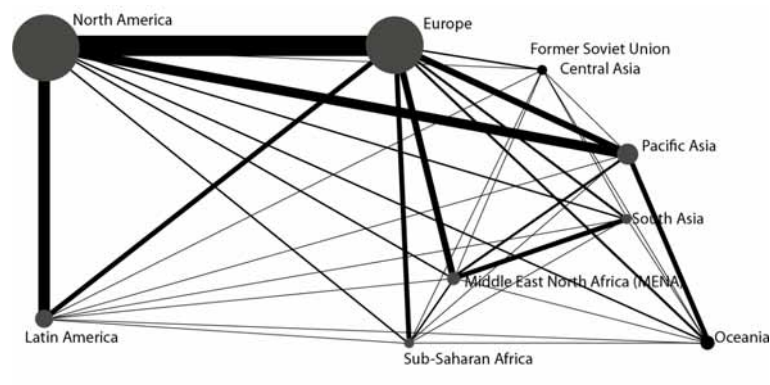 North America
Europe
Former Soviet Union
Central Asia
Pacific Asia
South Asia
Middle East North Africa (MENA)
Oceania
Latin America
Sub-Saharan Africa